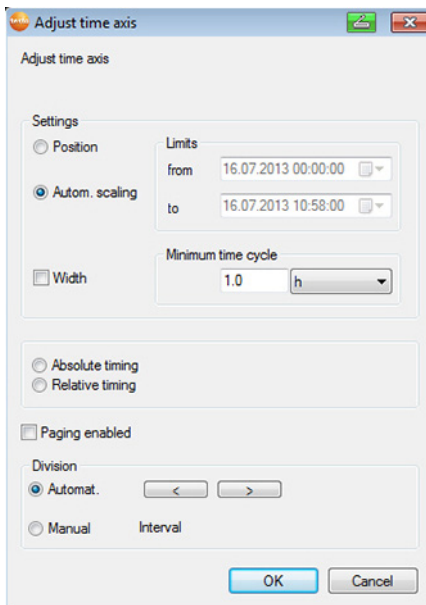 testo
Adjust time axis
Adjust time axis
Settings
Position
Autom. scaling
Limits
from 16.07.2013 00:00:00
to 16.07.2013 10:58:00
Width
Minimum time cycle
1.0 h
Absolute timing
Relative timing
Paging enabled
Division
Automat. < >
Manual Interval
OK Cancel